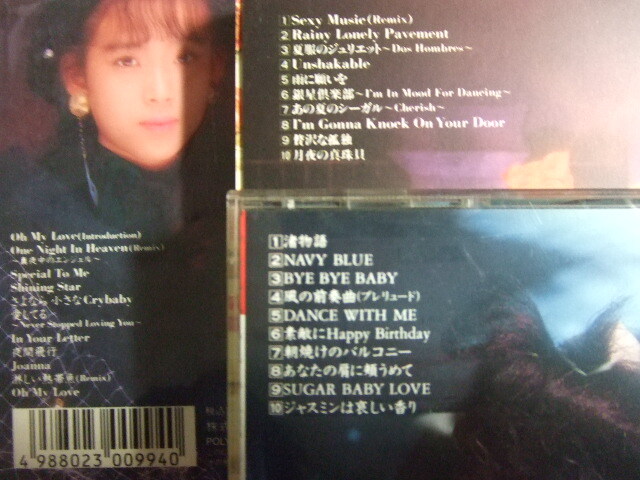 1 Sexy Music(Remix)
2 Rainy Lonely Pavement
3 夏服のジュリエット～Dos Hombres～
4 Unshakable
5 雨に願いを
6 銀星倶楽部～I'm In Mood For Dancing～
7 あの夏のシーガル～Cherish～
8 I'm Gonna Knock On Your Door
9 贅沢な孤独
10 月夜の真珠貝
Oh My Love(Introduction)
One Night In Heaven(Remix)
～真夜中のエンジェル～
Special To Me
Shining Star
さよなら 小さなCrybaby
愛してる
～Never Stopped Loving You～
In Your Letter
夜間飛行
Joanna
淋しい熱帯魚(Remix)
Oh My Love
4 988023 009940
POLY
1 渚物語
2 NAVY BLUE
3 BYE BYE BABY
4 風の前奏曲(プレリュード)
5 DANCE WITH ME
6 素敵にHappy Birthday
7 朝焼けのバルコニー
8 あなたの肩に頬うめて
9 SUGAR BABY LOVE
10 ジャスミンは哀しい香り